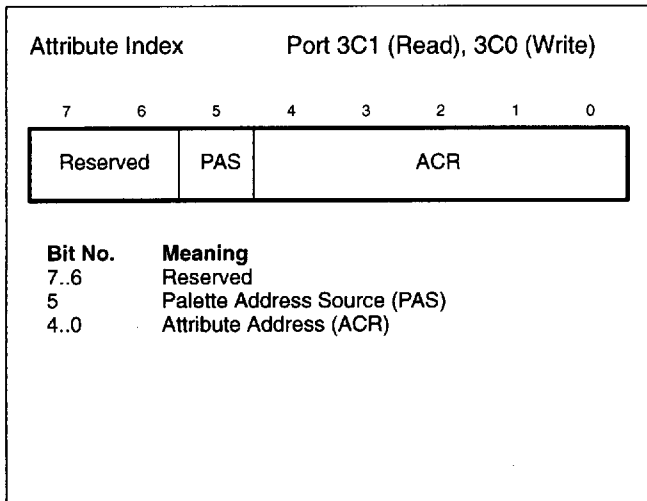 Attribute Index Port 3C1 (Read), 3C0 (Write)
7 6 5 4 3 2 1 0
Reserved PAS ACR
Bit No. Meaning
7..6 Reserved
5 Palette Address Source (PAS)
4..0 Attribute Address (ACR)